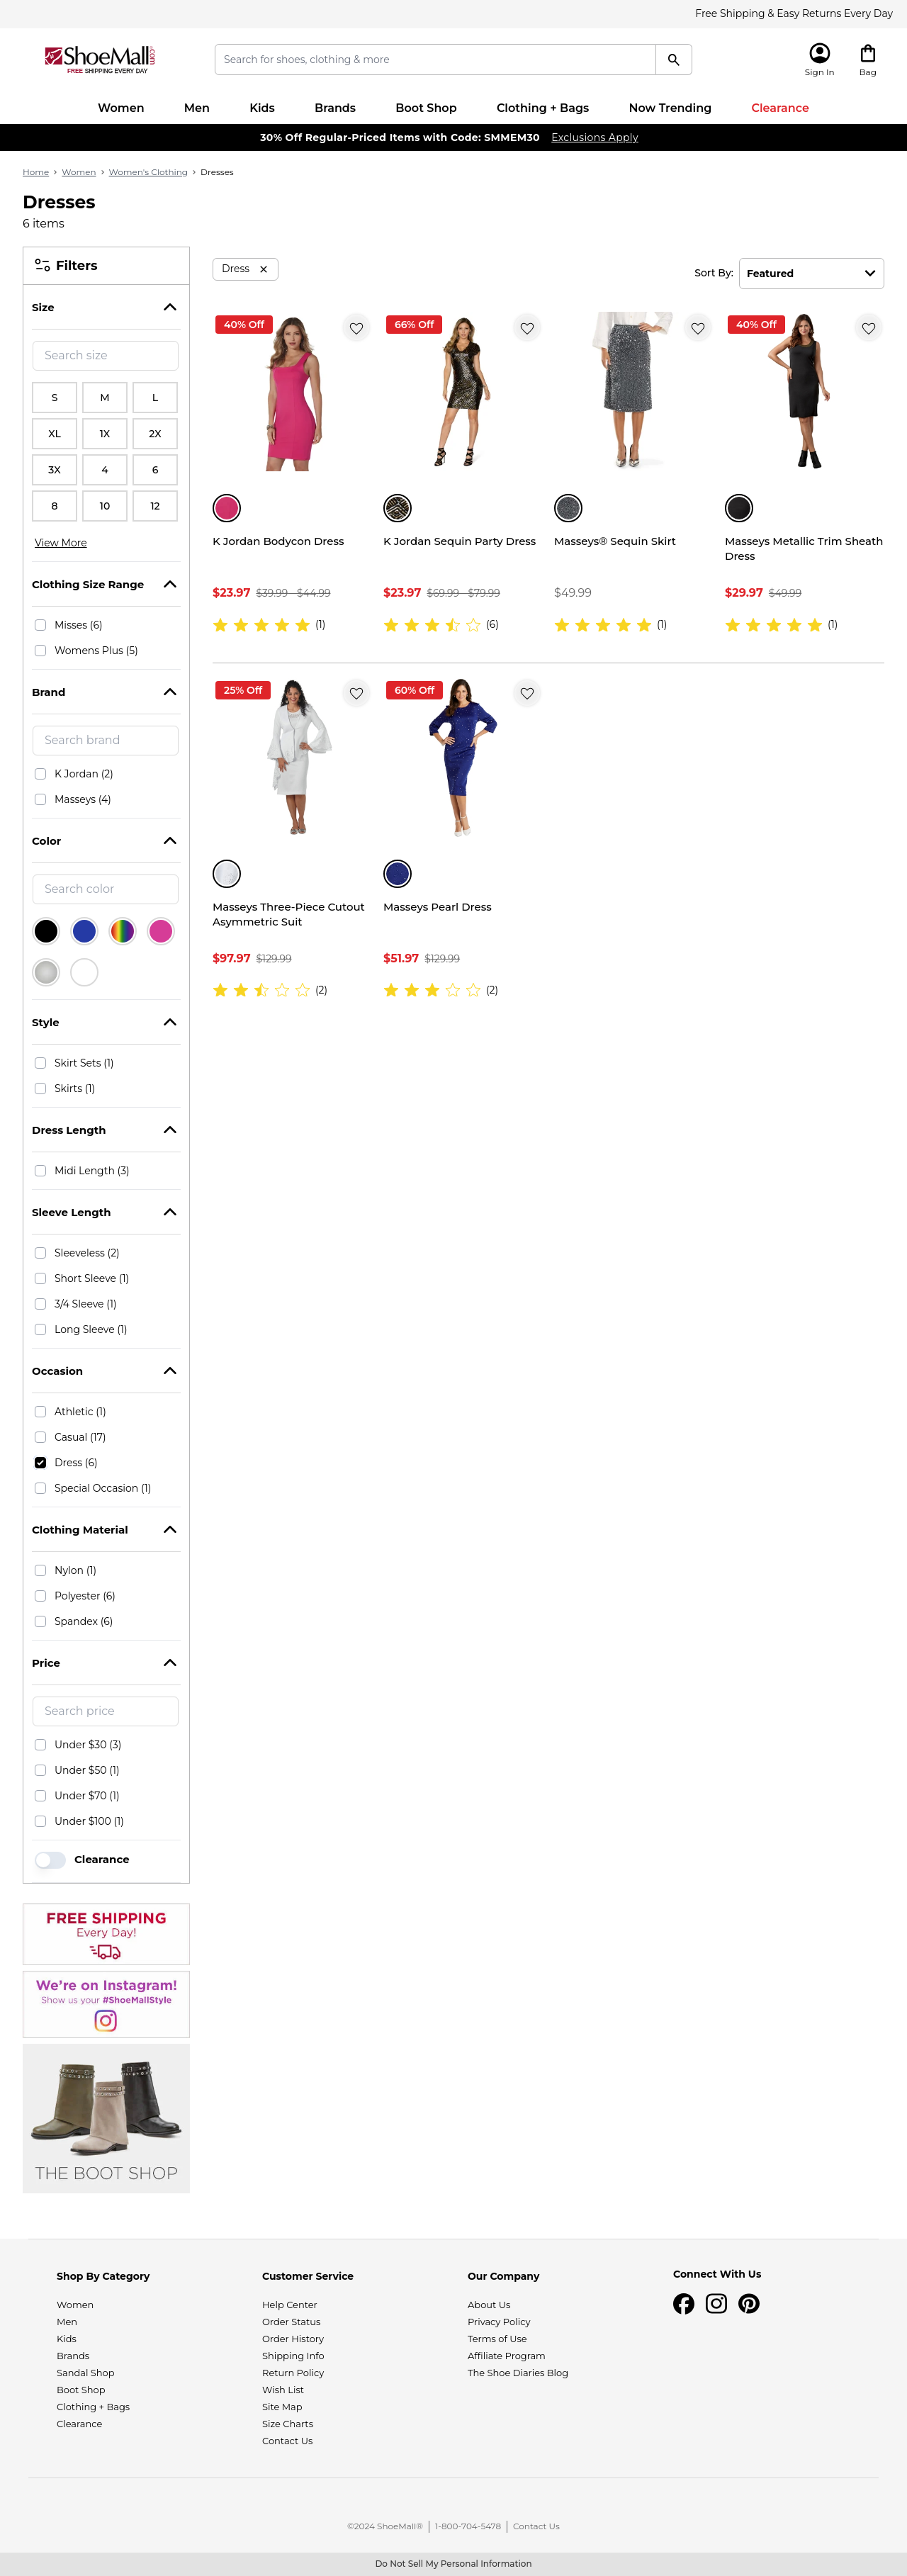 Free Shipping & Easy Returns Every Day
ShoeMall.com
FREE SHIPPING EVERY DAY
Search for shoes, clothing & more
Sign In
Bag
Women
Men
Kids
Brands
Boot Shop
Clothing + Bags
Now Trending
Clearance
30% Off Regular-Priced Items with Code: SMMEM30 Exclusions Apply
Home > Women > Women's Clothing > Dresses
Dresses
6 items
Filters
Size
Search size
S M L
XL 1X 2X
3X 4 6
8 10 12
View More
Clothing Size Range
Misses (6)
Womens Plus (5)
Brand
Search brand
K Jordan (2)
Masseys (4)
Color
Search color
Style
Skirt Sets (1)
Skirts (1)
Dress Length
Midi Length (3)
Sleeve Length
Sleeveless (2)
Short Sleeve (1)
3/4 Sleeve (1)
Long Sleeve (1)
Occasion
Athletic (1)
Casual (17)
Dress (6)
Special Occasion (1)
Clothing Material
Nylon (1)
Polyester (6)
Spandex (6)
Price
Search price
Under $30 (3)
Under $50 (1)
Under $70 (1)
Under $100 (1)
Clearance
FREE SHIPPING
Every Day!
We're on Instagram!
Show us your #ShoeMallStyle
THE BOOT SHOP
Dress ×
Sort By: Featured
40% Off
K Jordan Bodycon Dress
$23.97 $39.99 - $44.99
(1)
66% Off
K Jordan Sequin Party Dress
$23.97 $69.99 - $79.99
(6)
Masseys® Sequin Skirt
$49.99
(1)
40% Off
Masseys Metallic Trim Sheath
Dress
$29.97 $49.99
(1)
25% Off
Masseys Three-Piece Cutout
Asymmetric Suit
$97.97 $129.99
(2)
60% Off
Masseys Pearl Dress
$51.97 $129.99
(2)
Shop By Category
Women
Men
Kids
Brands
Sandal Shop
Boot Shop
Clothing + Bags
Clearance
Customer Service
Help Center
Order Status
Order History
Shipping Info
Return Policy
Wish List
Site Map
Size Charts
Contact Us
Our Company
About Us
Privacy Policy
Terms of Use
Affiliate Program
The Shoe Diaries Blog
Connect With Us
©2024 ShoeMall® | 1-800-704-5478 | Contact Us
Do Not Sell My Personal Information